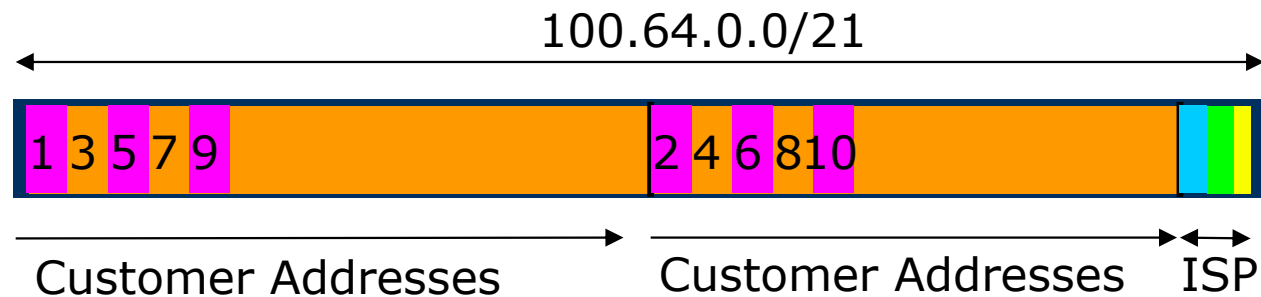 100.64.0.0/21
1 3 5 7 9 2 4 6 8 10
Customer Addresses Customer Addresses ISP